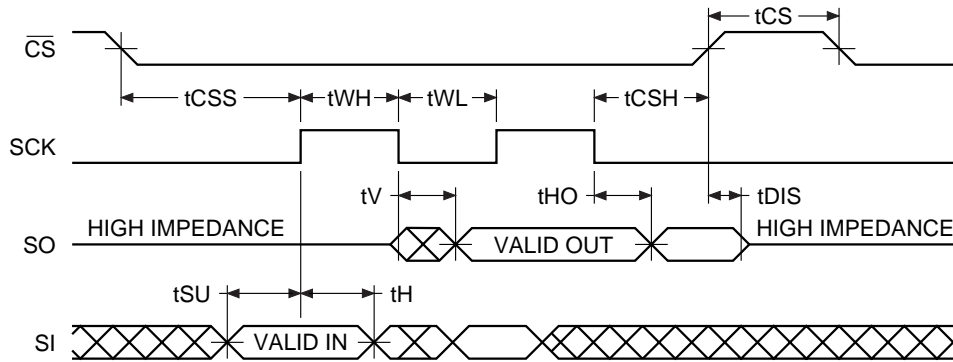 tCS
CS
tCSS tWH tWL tCSH
SCK
tV tHO tDIS
HIGH IMPEDANCE HIGH IMPEDANCE
SO VALID OUT
tSU tH
SI VALID IN